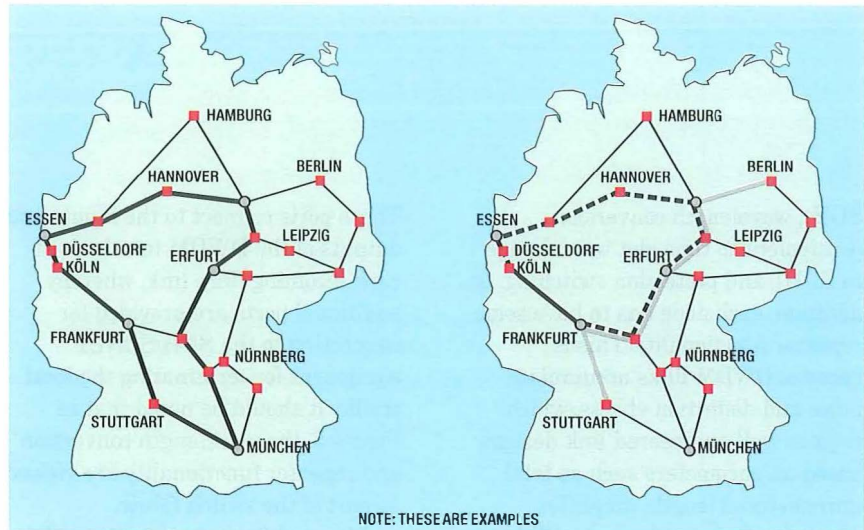 HAMBURG
BERLIN
HANNOVER
ESSEN
DÜSSELDORF
LEIPZIG
KÖLN
ERFURT
FRANKFURT
NÜRNBERG
STUTTGART
MÜNCHEN
HAMBURG
BERLIN
HANNOVER
ESSEN
DÜSSELDORF
LEIPZIG
KÖLN
ERFURT
FRANKFURT
NÜRNBERG
STUTTGART
MÜNCHEN
NOTE: THESE ARE EXAMPLES